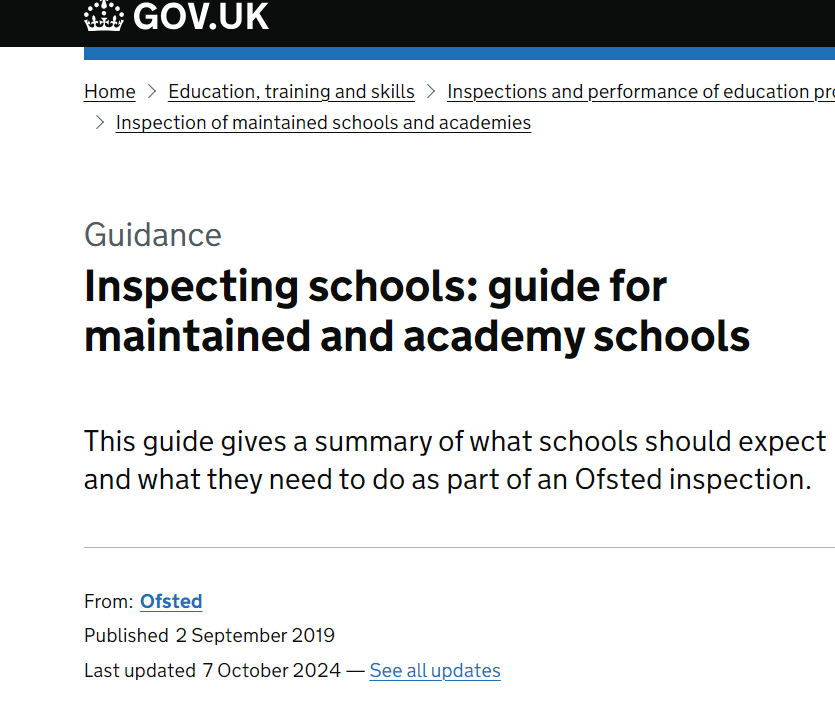 GOV.UK
Home > Education, training and skills > Inspections and performance of education
> Inspection of maintained schools and academies
Guidance
Inspecting schools: guide for
maintained and academy schools
This guide gives a summary of what schools should expect
and what they need to do as part of an Ofsted inspection.
From: Ofsted
Published 2 September 2019
Last updated 7 October 2024 — See all updates